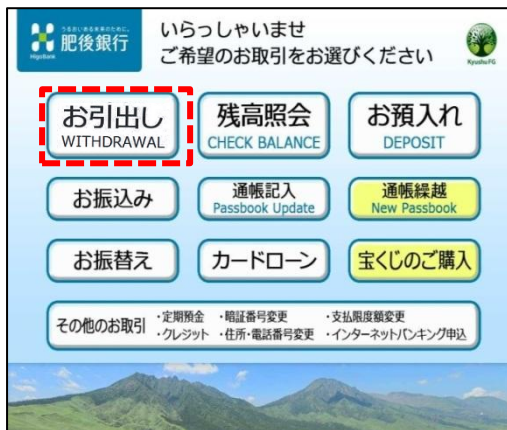 うるおいある未来のために。
肥後銀行
HigoBank
いらっしゃいませ
ご希望のお取引をお選びください
KyushuFG
お引出し
WITHDRAWAL
残高照会
CHECK BALANCE
お預入れ
DEPOSIT
お振込み
通帳記入
Passbook Update
通帳繰越
New Passbook
お振替え
カードローン
宝くじのご購入
その他のお取引
・定期預金 ・暗証番号変更 ・支払限度額変更
・クレジット ・住所・電話番号変更 ・インターネットバンキング申込